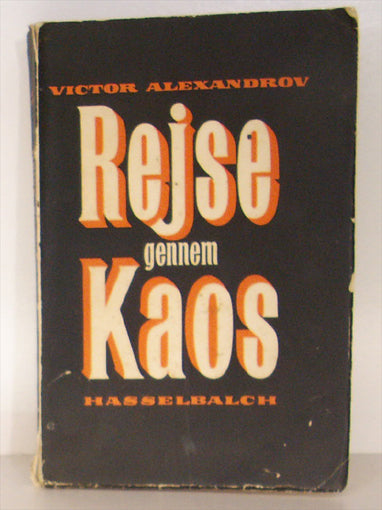 VICTOR ALEXANDROV
Rejse
gennem
Kaos
HASSELBALCH